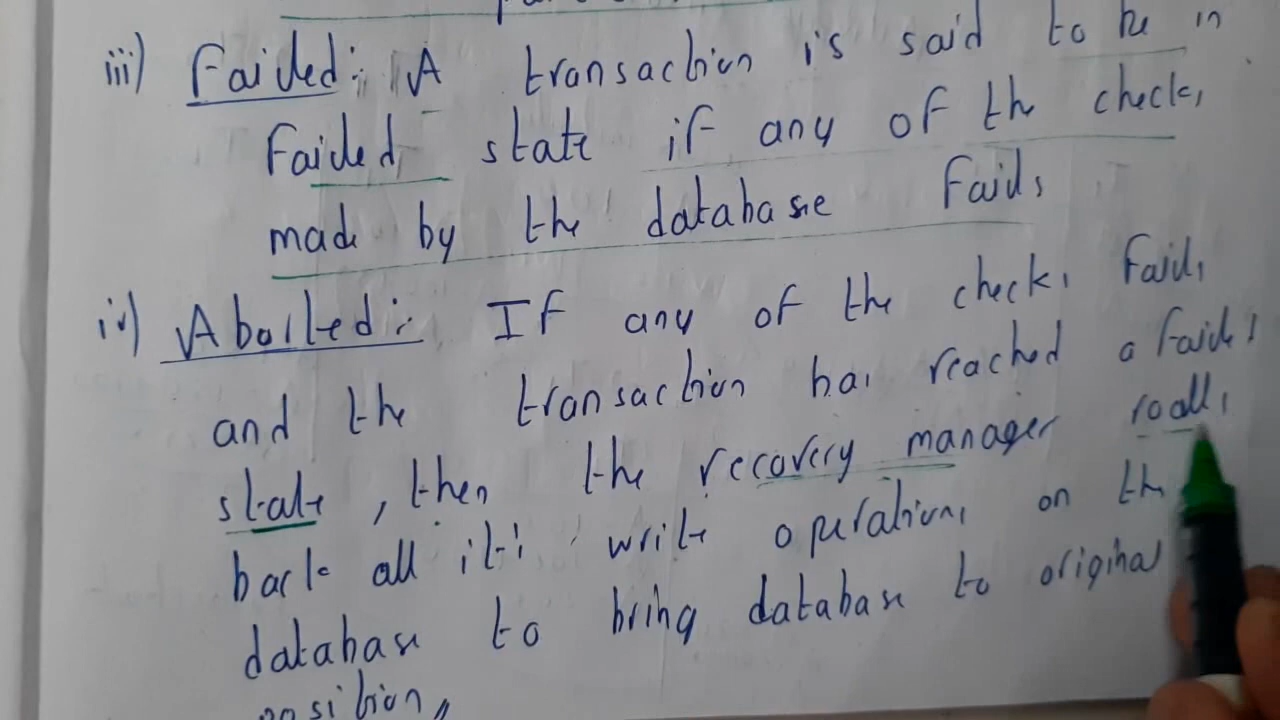 iii) Failed: A transaction is said to be in
Failed state if any of the checks
made by the database Fails
iv) Aborted: If any of the checks Fails
and the transaction has reached a Failed
state, then the recovery manager roalls
back all its write operations on the
database to bring database to original
position,,